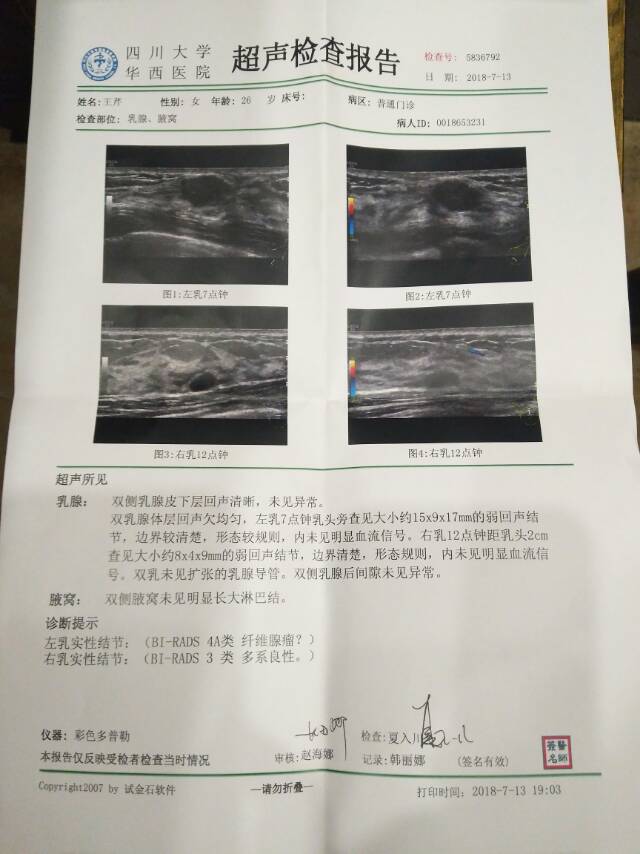 四川大学
华西医院
超声检查报告
检查号: 5836792
日 期: 2018-7-13
姓名:王芹 性别: 女 年龄: 26 岁 床号: 病区: 普通门诊
检查部位: 乳腺、腋窝 病人ID: 0018653231
图1:左乳7点钟
图2:左乳7点钟
图3:右乳12点钟
图4:右乳12点钟
超声所见
乳腺: 双侧乳腺皮下层回声清晰，未见异常。
双乳腺体层回声欠均匀，左乳7点钟乳头旁查见大小约15x9x17mm的弱回声结
节，边界较清楚，形态较规则，内未见明显血流信号。右乳12点钟距乳头2cm
查见大小约8x4x9mm的弱回声结节，边界清楚，形态规则，内未见明显血流信
号。双乳未见扩张的乳腺导管。双侧乳腺后间隙未见异常。
腋窝: 双侧腋窝未见明显长大淋巴结。
诊断提示
左乳实性结节: (BI-RADS 4A类 纤维腺瘤？)
右乳实性结节: (BI-RADS 3 类 多系良性。)
仪器: 彩色多普勒 审核: 赵海娜 检查: 夏入川
本报告仅反映受检者检查当时情况 记录: 韩丽娜 (签名有效)
Copyright2007 by 试金石软件 —请勿折叠— 打印时间: 2018-7-13 19:03